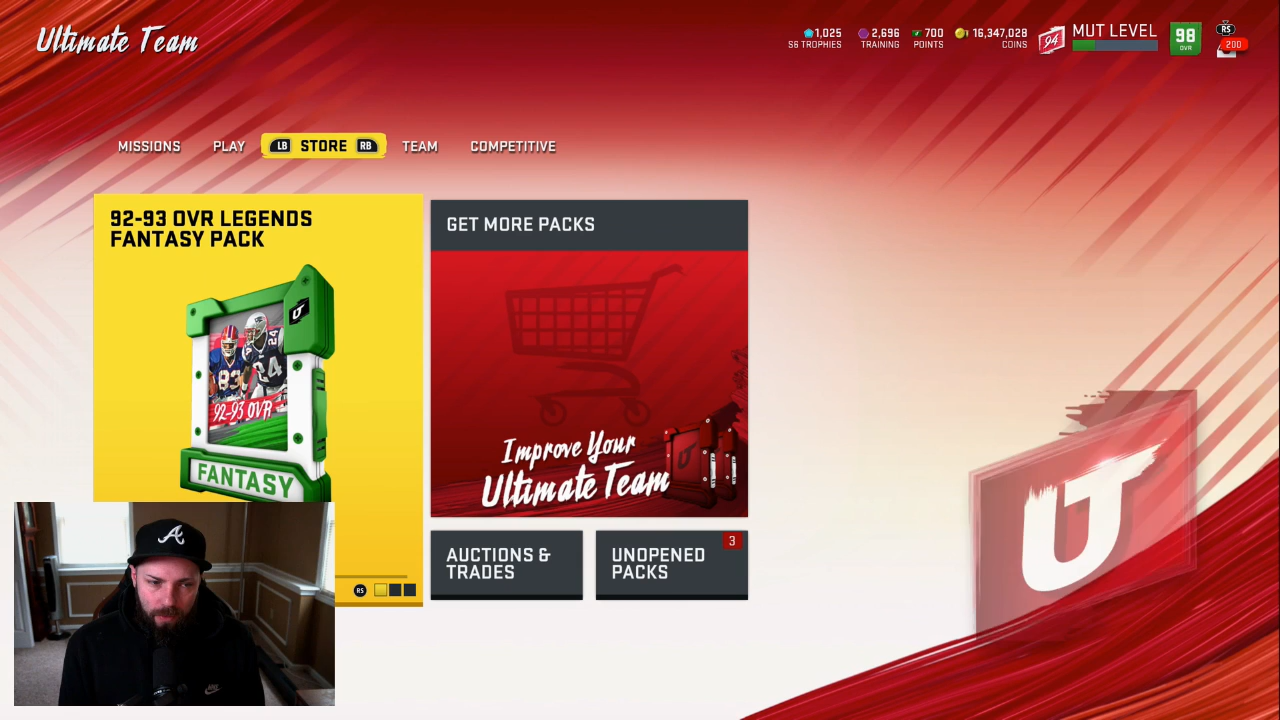 Ultimate Team
1,025
S6 TROPHIES
2,696
TRAINING
700
POINTS
16,347,028
COINS
94
MUT LEVEL
98
OVR
RS
200
MISSIONS
PLAY
LB STORE RB
TEAM
COMPETITIVE
92-93 OVR LEGENDS
FANTASY PACK
83
24
92-93 OVR
FANTASY
RS
GET MORE PACKS
Improve Your
Ultimate Team
AUCTIONS &
TRADES
UNOPENED
PACKS
3
UT
A